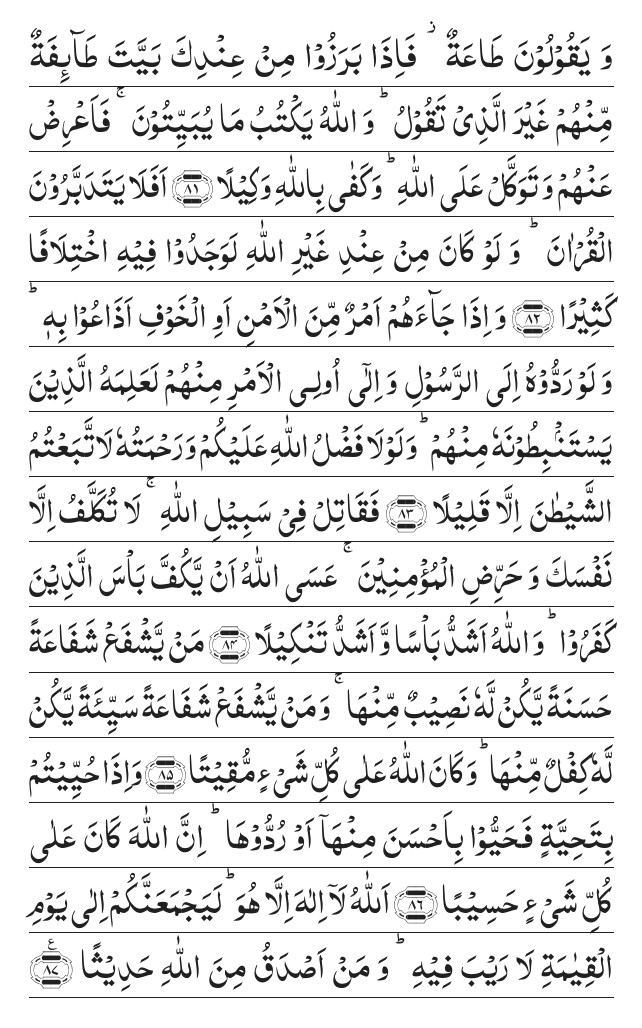 وَ يَقُوۡلُوۡنَ طَاعَةٌ ۫ فَاِذَا بَرَزُوۡا مِنۡ عِنۡدِكَ بَيَّتَ طَآئِفَةٌ
مِّنۡهُمۡ غَيۡرَ الَّذِىۡ تَقُوۡلُ ؕ وَ اللّٰهُ يَكۡتُبُ مَا يُبَيِّتُوۡنَ ۚ فَاَعۡرِضۡ
عَنۡهُمۡ وَ تَوَكَّلۡ عَلَى اللّٰهِ ؕ وَكَفٰى بِاللّٰهِ وَكِيۡلًا ﴿۸۱﴾ اَفَلَا يَتَدَبَّرُوۡنَ
الۡقُرۡاٰنَ ؕ وَ لَوۡ كَانَ مِنۡ عِنۡدِ غَيۡرِ اللّٰهِ لَوَجَدُوۡا فِيۡهِ اخۡتِلَافًا
كَثِيۡرًا ﴿۸۲﴾ وَ اِذَا جَآءَهُمۡ اَمۡرٌ مِّنَ الۡاَمۡنِ اَوِ الۡخَوۡفِ اَذَاعُوۡا بِهٖ ؕ
وَ لَوۡ رَدُّوۡهُ اِلَى الرَّسُوۡلِ وَ اِلٰٓى اُولِى الۡاَمۡرِ مِنۡهُمۡ لَعَلِمَهُ الَّذِيۡنَ
يَسۡتَنۡۢبِطُوۡنَهٗ مِنۡهُمۡ ؕ وَلَوۡلَا فَضۡلُ اللّٰهِ عَلَيۡكُمۡ وَرَحۡمَتُهٗ لَاتَّبَعۡتُمُ
الشَّيۡطٰنَ اِلَّا قَلِيۡلًا ﴿۸۳﴾ فَقَاتِلۡ فِىۡ سَبِيۡلِ اللّٰهِ ۚ لَا تُكَلَّفُ اِلَّا
نَفۡسَكَ وَ حَرِّضِ الۡمُؤۡمِنِيۡنَ ۚ عَسَى اللّٰهُ اَنۡ يَّكُفَّ بَاۡسَ الَّذِيۡنَ
كَفَرُوۡا ؕ وَ اللّٰهُ اَشَدُّ بَاۡسًا وَّ اَشَدُّ تَنۡكِيۡلًا ﴿۸۴﴾ مَنۡ يَّشۡفَعۡ شَفَاعَةً
حَسَنَةً يَّكُنۡ لَّهٗ نَصِيۡبٌ مِّنۡهَا ۚ وَ مَنۡ يَّشۡفَعۡ شَفَاعَةً سَيِّئَةً يَّكُنۡ
لَّهٗ كِفۡلٌ مِّنۡهَا ؕ وَ كَانَ اللّٰهُ عَلٰى كُلِّ شَىۡءٍ مُّقِيۡتًا ﴿۸۵﴾ وَ اِذَا حُيِّيۡتُمۡ
بِتَحِيَّةٍ فَحَيُّوۡا بِاَحۡسَنَ مِنۡهَاۤ اَوۡ رُدُّوۡهَا ؕ اِنَّ اللّٰهَ كَانَ عَلٰى
كُلِّ شَىۡءٍ حَسِيۡبًا ﴿۸۶﴾ اَللّٰهُ لَاۤ اِلٰهَ اِلَّا هُوَ ؕ لَيَجۡمَعَنَّكُمۡ اِلٰى يَوۡمِ
الۡقِيٰمَةِ لَا رَيۡبَ فِيۡهِ ؕ وَ مَنۡ اَصۡدَقُ مِنَ اللّٰهِ حَدِيۡثًا ﴿۸۷﴾ ع